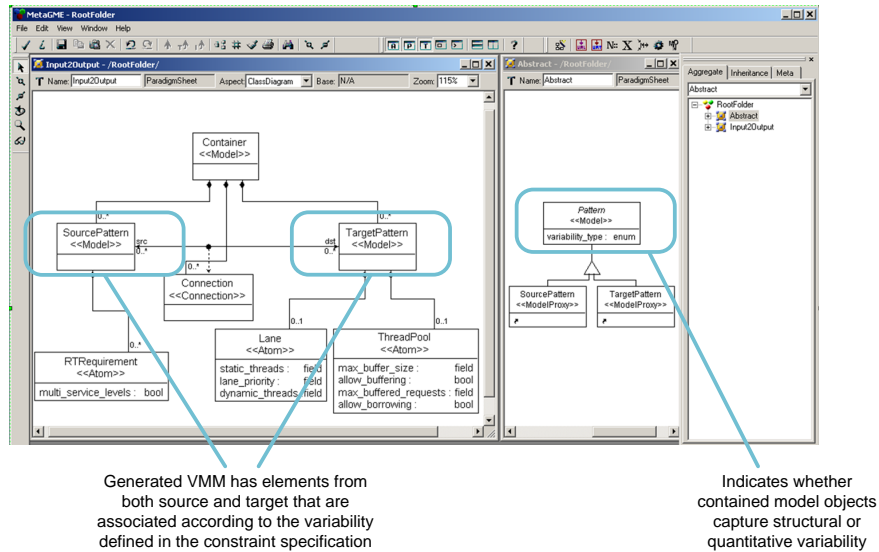 MetaGME - RootFolder
File Edit View Window Help
Input2Output - /RootFolder/
Name: Input2Output ParadigmSheet Aspect: ClassDiagram Base: N/A Zoom: 115%
Container
<<Model>>
0..*
0..*
SourcePattern
<<Model>>
src
0..*
dst
0..*
TargetPattern
<<Model>>
0..*
Connection
<<Connection>>
0..*
0..1
0..1
RTRequirement
<<Atom>>
multi_service_levels : bool
Lane
<<Atom>>
static_threads : field
lane_priority : field
dynamic_threads : field
ThreadPool
<<Atom>>
max_buffer_size : field
allow_buffering : bool
max_buffered_requests : field
allow_borrowing : bool
Abstract - /RootFolder/
Name: Abstract ParadigmSheet
Pattern
<<Model>>
variability_type : enum
SourcePattern
<<ModelProxy>>
TargetPattern
<<ModelProxy>>
Aggregate Inheritance Meta
Abstract
RootFolder
Abstract
Input2Output
Generated VMM has elements from
both source and target that are
associated according to the variability
defined in the constraint specification
Indicates whether
contained model objects
capture structural or
quantitative variability